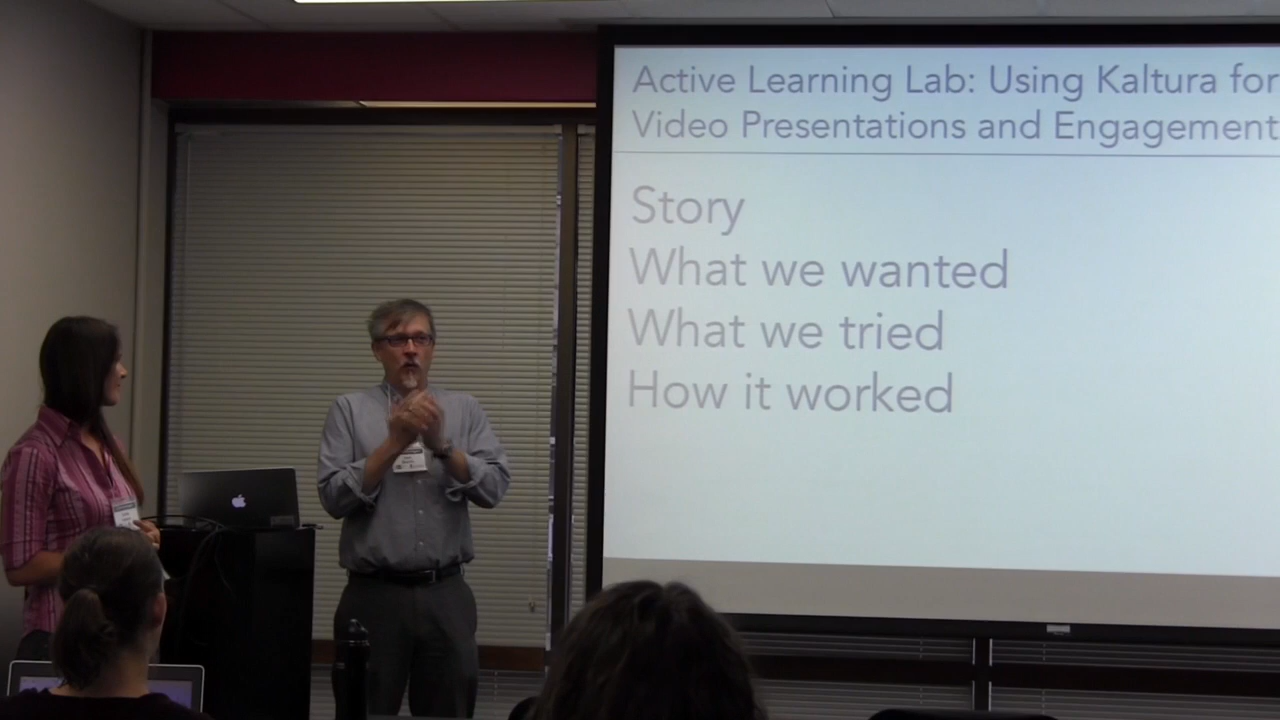 Active Learning Lab: Using Kaltura for
Video Presentations and Engagement
Story
What we wanted
What we tried
How it worked